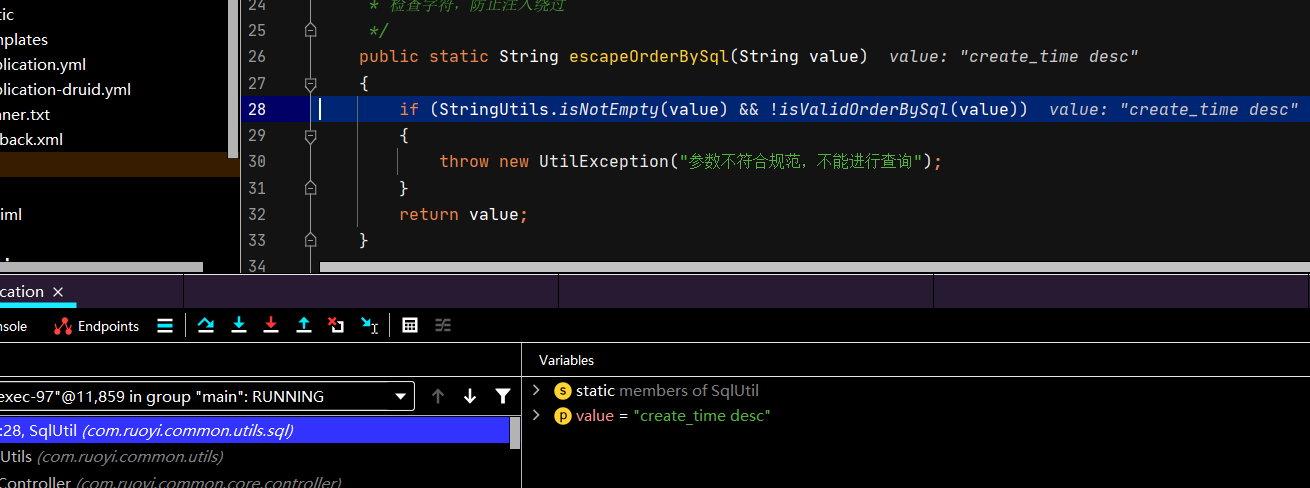 tic
nplates
plication.yml
plication-druid.yml
nner.txt
back.xml
iml
24 * 检查字符，防止注入绕过
25 */
26 public static String escapeOrderBySql(String value) value: "create_time desc"
27 {
28 if (StringUtils.isNotEmpty(value) && !isValidOrderBySql(value)) value: "create_time desc"
29 {
30 throw new UtilException("参数不符合规范，不能进行查询");
31 }
32 return value;
33 }
34
cation ×
nsole Endpoints
Variables
exec-97"@11,859 in group "main": RUNNING
:28, SqlUtil (com.ruoyi.common.utils.sql)
Utils (com.ruoyi.common.utils)
Controller (com.ruoyi.common.core.controller)
s static members of SqlUtil
p value = "create_time desc"